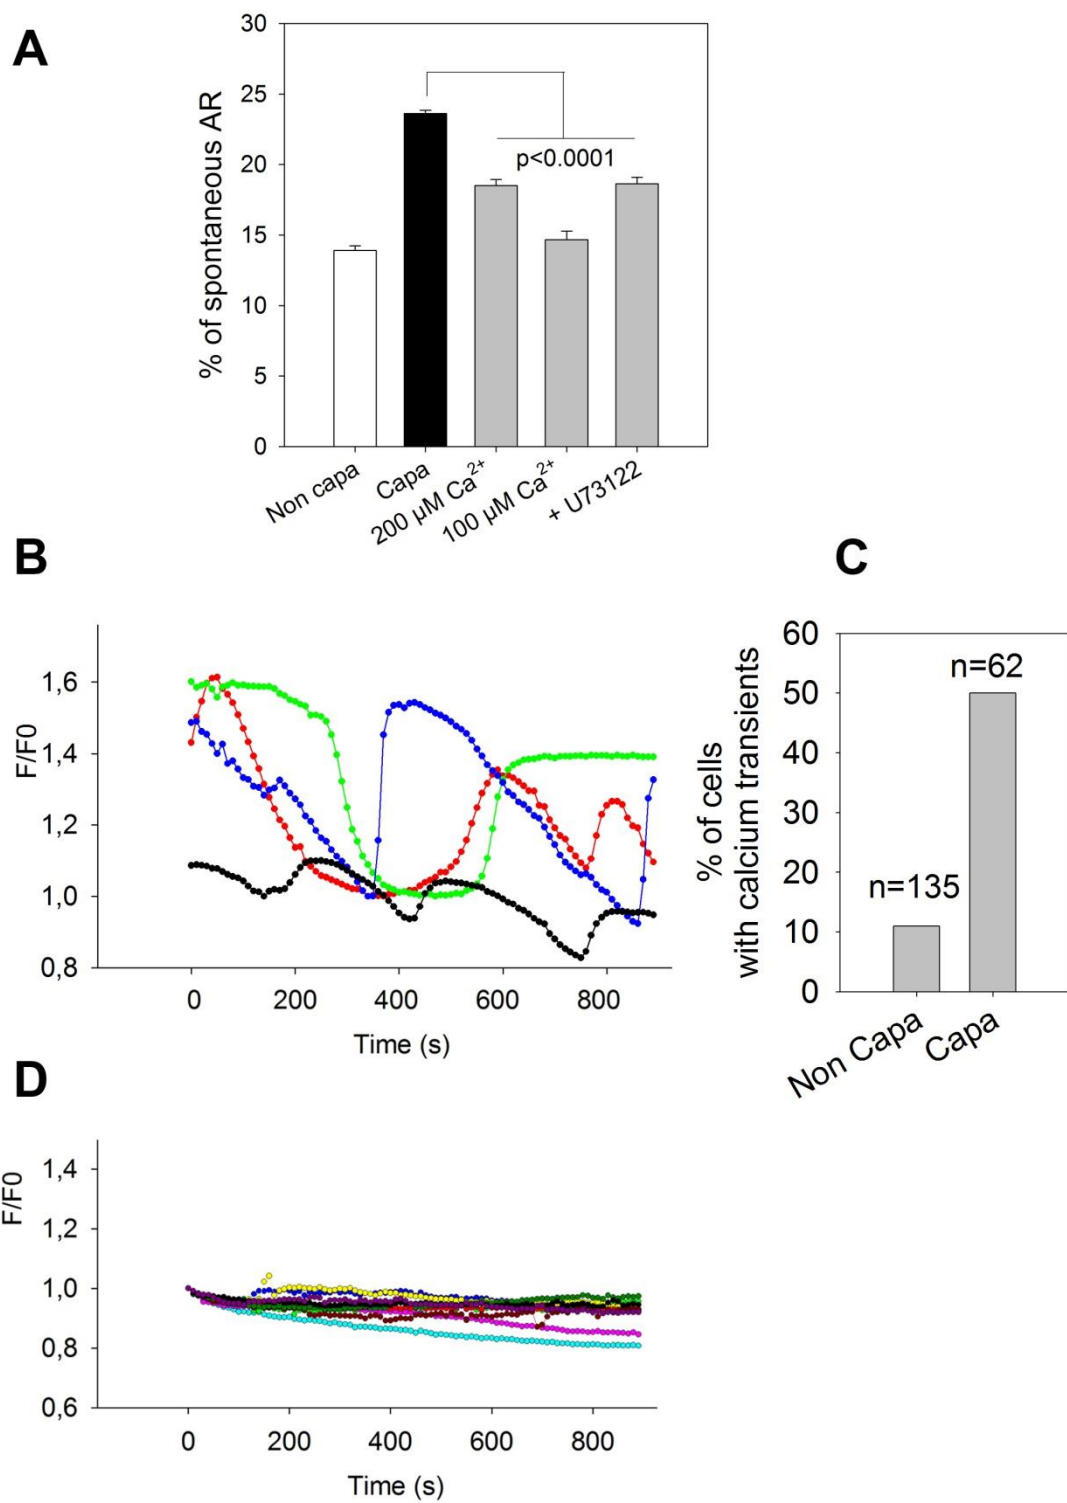 A
% of spontaneous AR
30
25
20
15
10
5
0
p<0.0001
Non capa
Capa
200 µM Ca²⁺
100 µM Ca²⁺
+ U73122
B
F/F0
1,6
1,4
1,2
1,0
0,8
0
200
400
600
800
Time (s)
C
% of cells
with calcium transients
60
50
40
30
20
10
0
n=135
n=62
Non Capa
Capa
D
F/F0
1,4
1,2
1,0
0,8
0,6
0
200
400
600
800
Time (s)